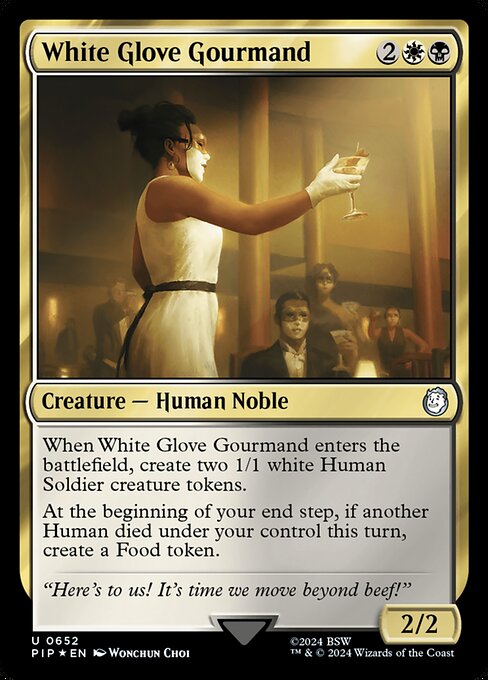 White Glove Gourmand 2
Creature — Human Noble
When White Glove Gourmand enters the
battlefield, create two 1/1 white Human
Soldier creature tokens.
At the beginning of your end step, if another
Human died under your control this turn,
create a Food token.
“Here’s to us! It’s time we move beyond beef!”
2/2
U 0652
PIP★EN Wonchun Choi
©2024 BSW
™ & © 2024 Wizards of the Coast